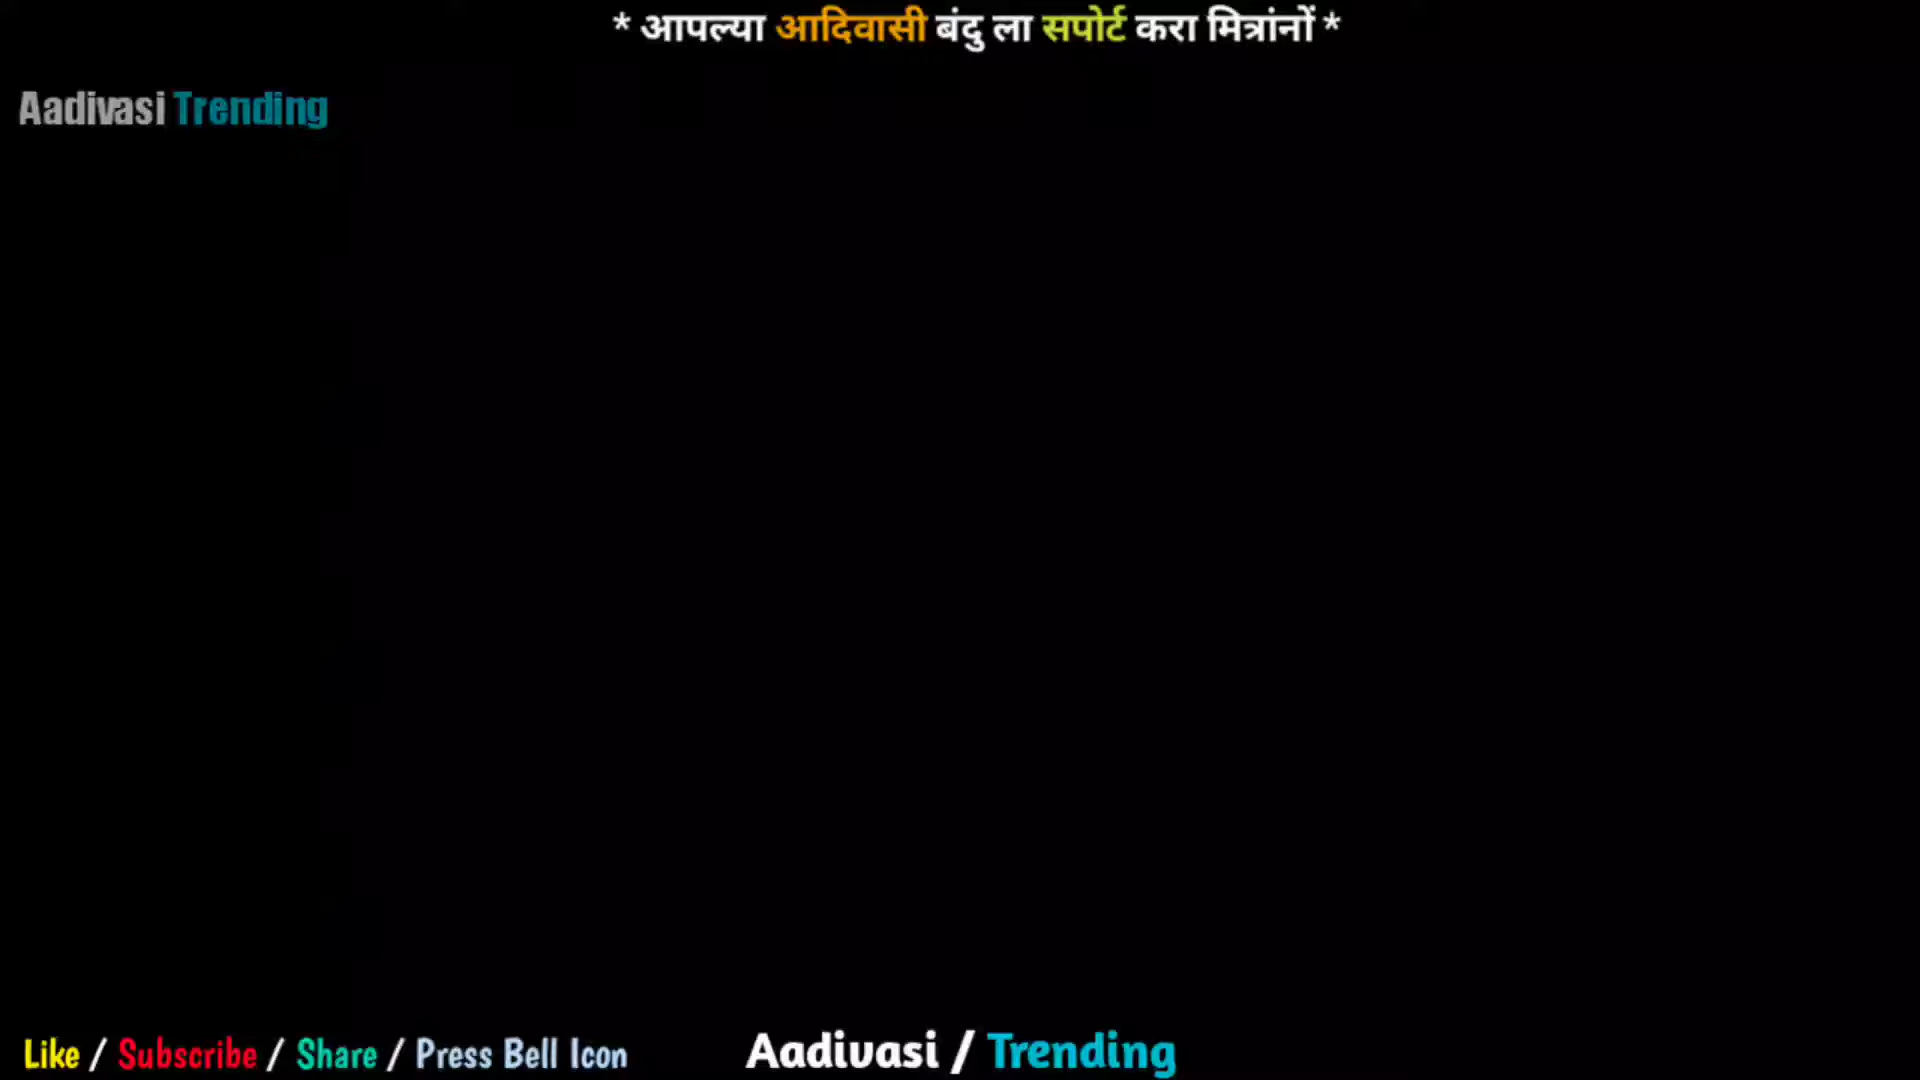 * आपल्या आदिवासी बंदु ला सपोर्ट करा मित्रांनों *
Aadivasi Trending
Like / Subscribe / Share / Press Bell Icon
Aadivasi / Trending